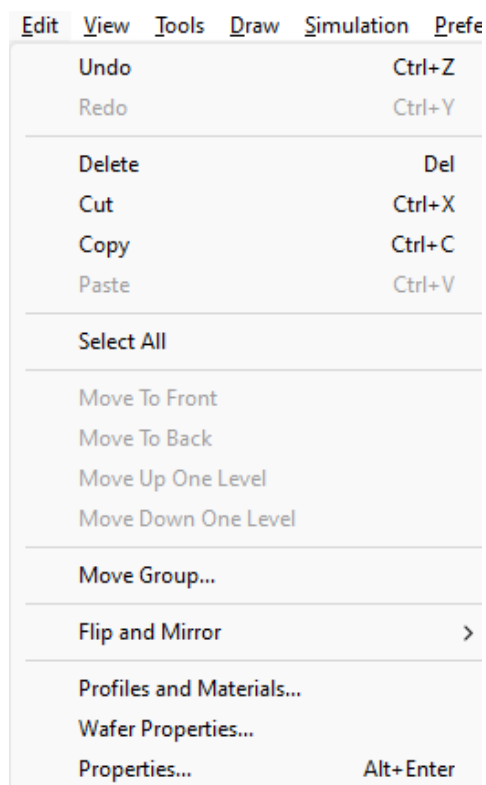 Edit View Tools Draw Simulation Prefe
Undo Ctrl+Z
Redo Ctrl+Y
Delete Del
Cut Ctrl+X
Copy Ctrl+C
Paste Ctrl+V
Select All
Move To Front
Move To Back
Move Up One Level
Move Down One Level
Move Group...
Flip and Mirror
Profiles and Materials...
Wafer Properties...
Properties... Alt+Enter